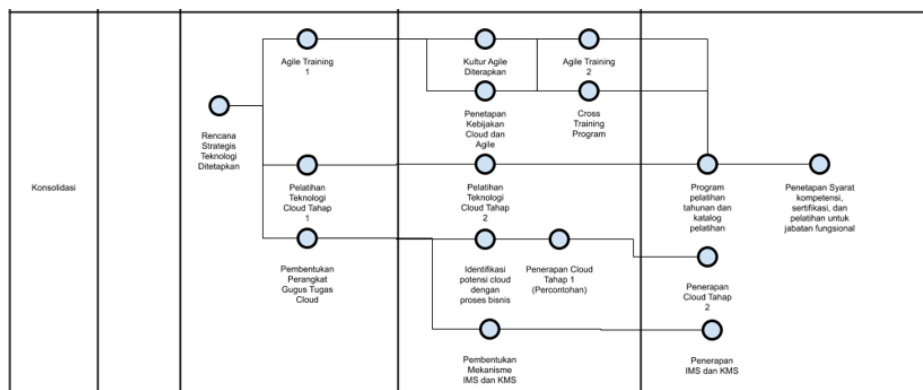 Konsolidasi
Rencana
Strategis
Teknologi
Ditetapkan
Agile Training
1
Pelatihan
Teknologi
Cloud Tahap
1
Pembentukan
Perangkat
Gugus Tugas
Cloud
Kultur Agile
Diterapkan
Penetapan
Kebijakan
Cloud dan
Agile
Agile Training
2
Cross
Training
Program
Pelatihan
Teknologi
Cloud Tahap
2
Identifikasi
potensi cloud
dengan
proses bisnis
Penerapan Cloud
Tahap 1
(Percontohan)
Pembentukan
Mekanisme
IMS dan KMS
Program
pelatihan
tahunan dan
katalog
pelatihan
Penetapan Syarat
kompetensi,
sertifikasi, dan
pelatihan untuk
jabatan fungsional
Penerapan
Cloud Tahap
2
Penerapan
IMS dan KMS